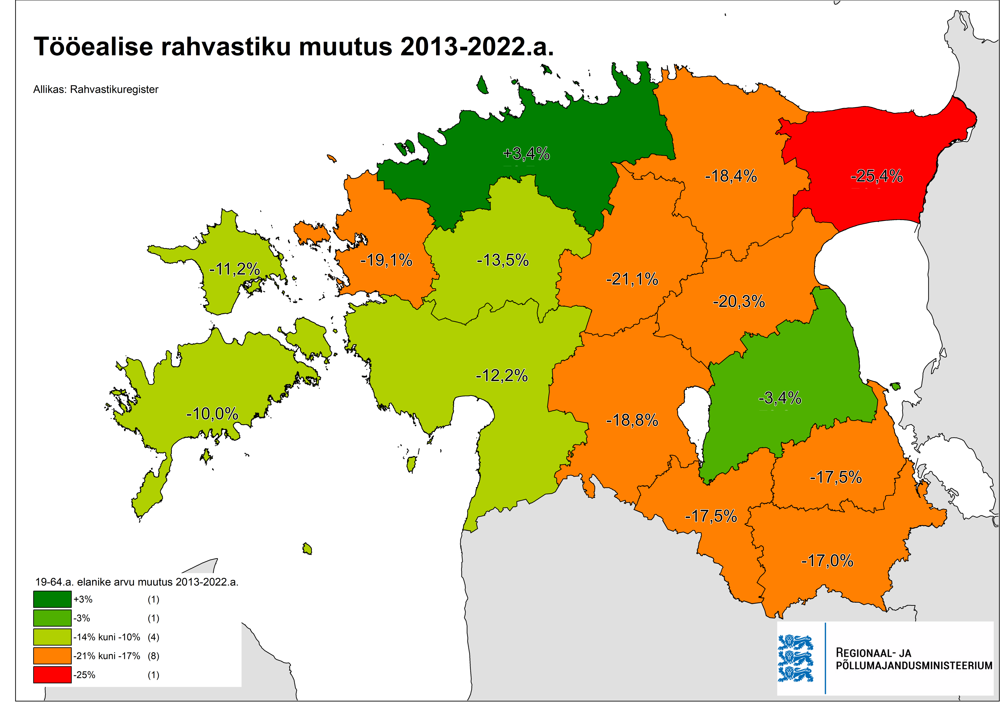 Tööealise rahvastiku muutus 2013-2022.a.
Allikas: Rahvastikuregister
+3,4%
-18,4%
-25,4%
-19,1%
-13,5%
-11,2%
-21,1%
-20,3%
-12,2%
-3,4%
-10,0%
-18,8%
-17,5%
-17,5%
-17,0%
19-64.a. elanike arvu muutus 2013-2022.a.
+3% (1)
-3% (1)
-14% kuni -10% (4)
-21% kuni -17% (8)
-25% (1)
REGIONAAL- JA
PÕLLUMAJANDUSMINISTEERIUM